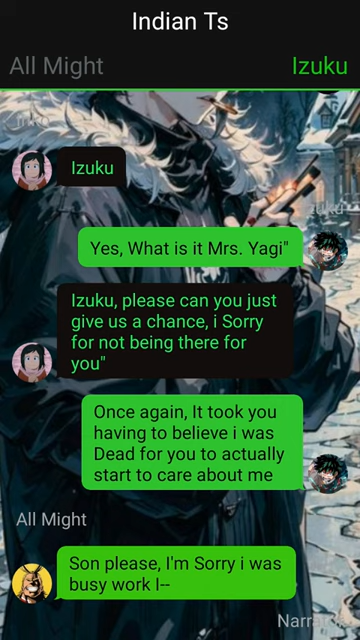 Indian Ts
All Might
Izuku
Izuku
Yes, What is it Mrs. Yagi"
Izuku, please can you just
give us a chance, i Sorry
for not being there for
you"
Once again, It took you
having to believe i was
Dead for you to actually
start to care about me
All Might
Son please, I'm Sorry i was
busy work I--